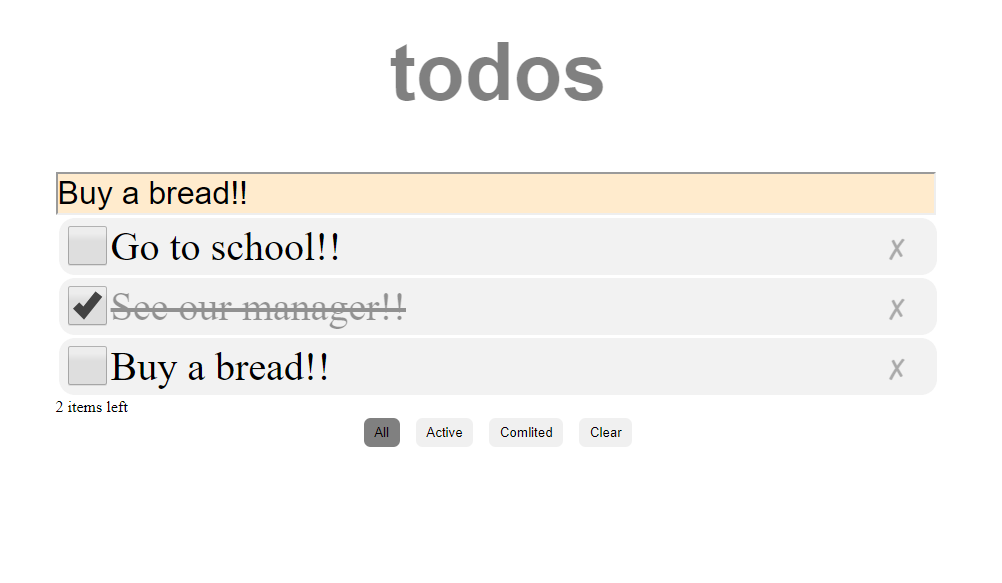 todos
Buy a bread!!
Go to school!! ✗
See our manager!! ✗
Buy a bread!! ✗
2 items left
All Active Comlited Clear